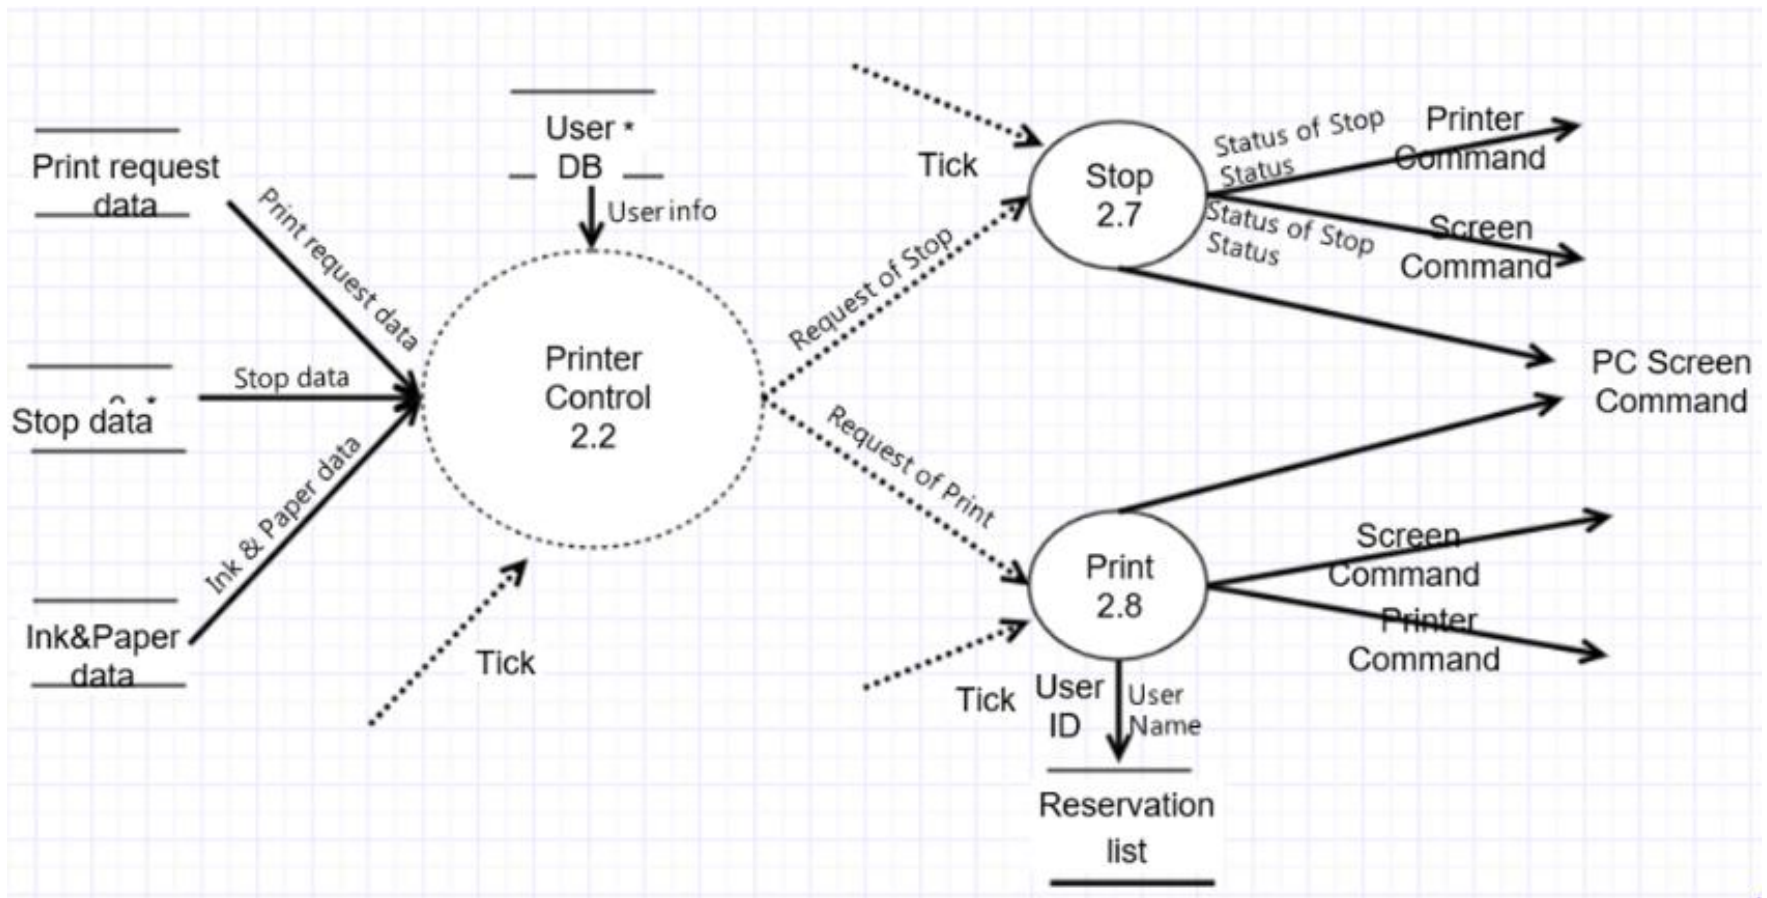 User *
DB
User info
Print request
data
Print request data
Stop data
Stop data
Ink & Paper data
Ink&Paper
data
Printer
Control
2.2
Tick
Request of Stop
Request of Print
Tick
Stop
2.7
Status of Stop
Status
Printer
Command
Status of Stop
Status
Screen
Command
PC Screen
Command
Print
2.8
Screen
Command
Printer
Command
Tick
User
ID
User
Name
Reservation
list